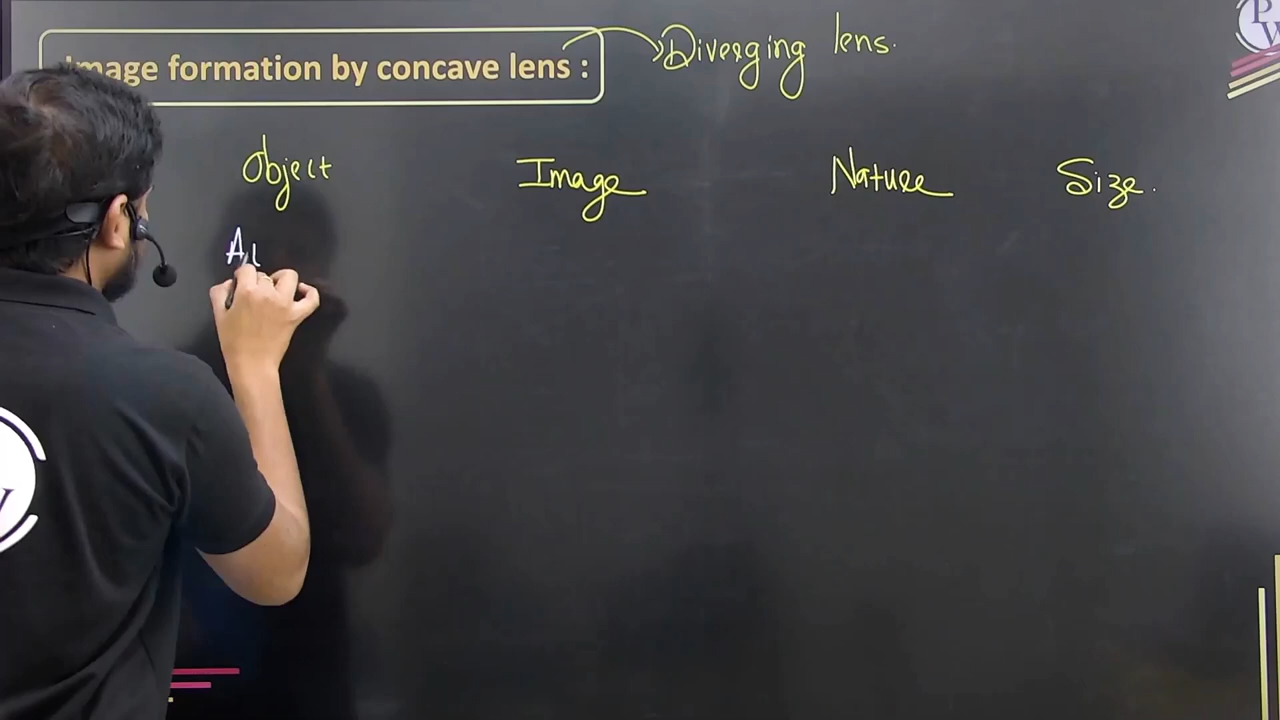 Image formation by concave lens :
Diverging lens.
Object Image Nature Size.
P
W